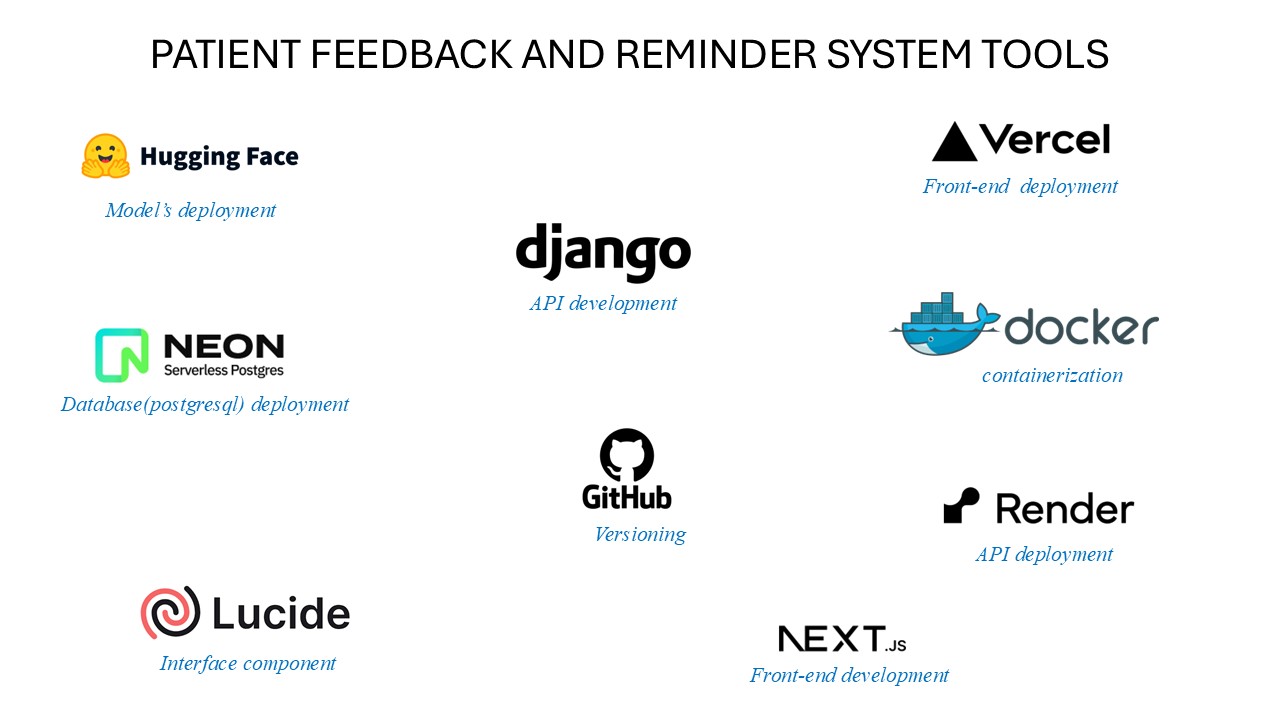 PATIENT FEEDBACK AND REMINDER SYSTEM TOOLS
Hugging Face
Model’s deployment
Vercel
Front-end deployment
django
API development
docker
containerization
NEON
Serverless Postgres
Database(postgresql) deployment
GitHub
Versioning
Render
API deployment
Lucide
Interface component
NEXT.JS
Front-end development